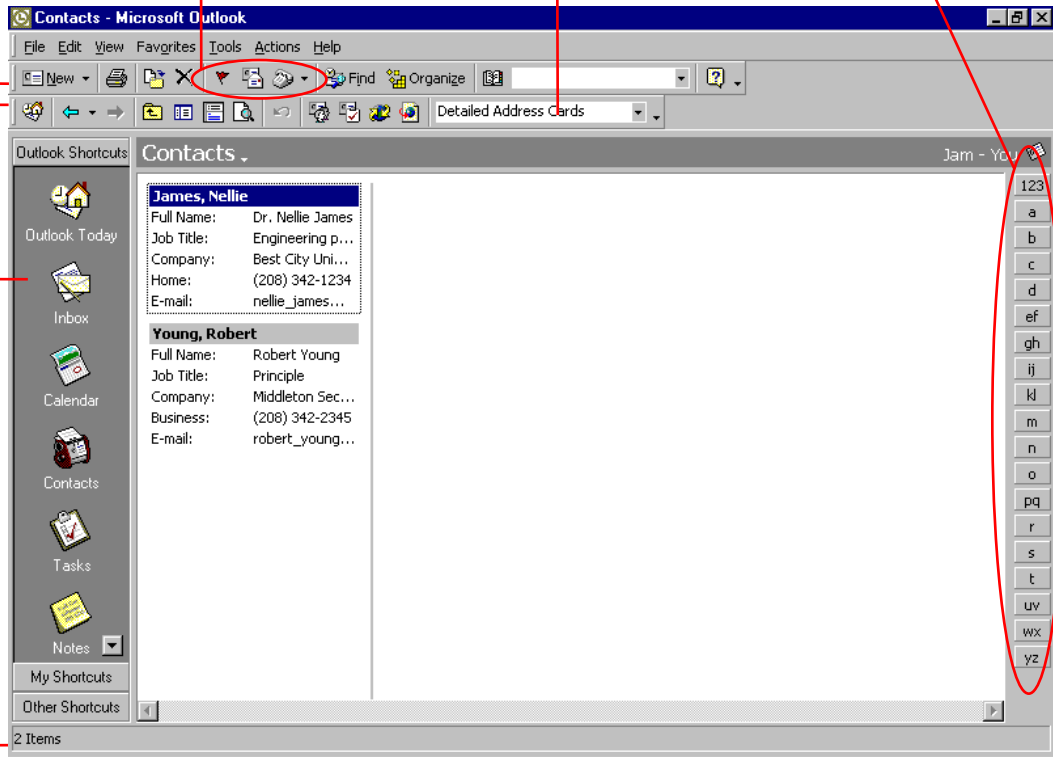 Contacts - Microsoft Outlook
File Edit View Favorites Tools Actions Help
New Find Organize
Detailed Address Cards
Outlook Shortcuts
Contacts
Jam - You
Outlook Today
Inbox
Calendar
Contacts
Tasks
Notes
My Shortcuts
Other Shortcuts
James, Nellie
Full Name: Dr. Nellie James
Job Title: Engineering p...
Company: Best City Uni...
Home: (208) 342-1234
E-mail: nellie_james...
Young, Robert
Full Name: Robert Young
Job Title: Principle
Company: Middleton Sec...
Business: (208) 342-2345
E-mail: robert_young...
123
a
b
c
d
ef
gh
ij
kl
m
n
o
pq
r
s
t
uv
wx
yz
2 Items